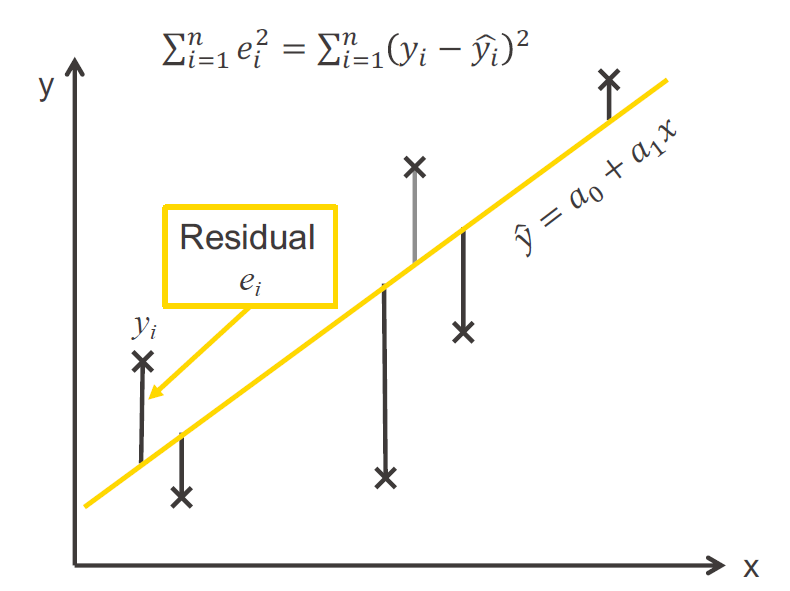 ∑ⁿᵢ₌₁ eᵢ² = ∑ⁿᵢ₌₁(yᵢ − ŷᵢ)²
y
ŷ = a₀ + a₁x
Residual
eᵢ
yᵢ
x